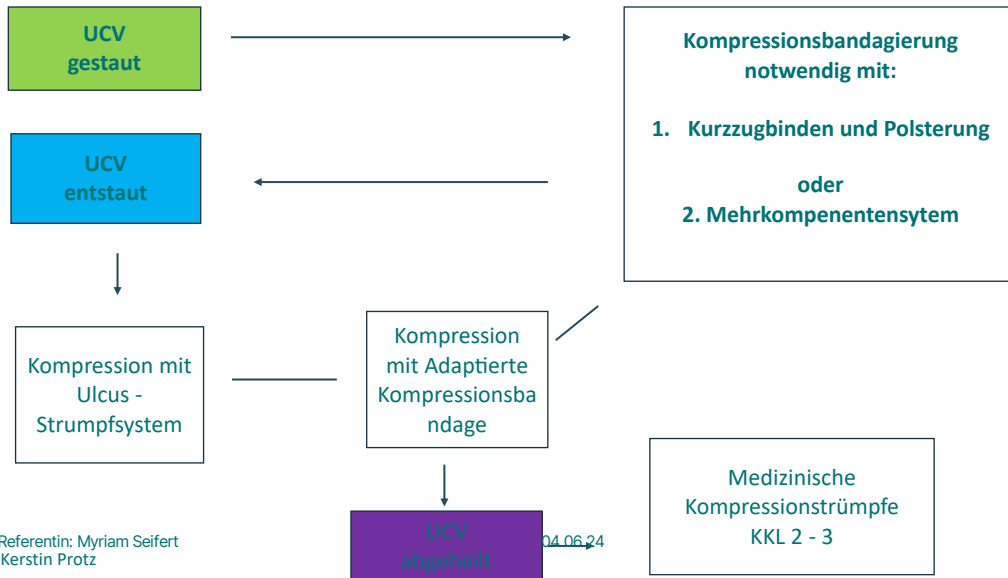 UCV
gestaut
Kompressionsbandagierung
notwendig mit:
1. Kurzzugbinden und Polsterung
oder
2. Mehrkompenentensytem
UCV
entstaut
Kompression mit
Ulcus -
Strumpfsystem
Kompression
mit Adaptierte
Kompressionsba
ndage
Medizinische
Kompressionstrümpfe
KKL 2 - 3
UCV
abgeheilt
Referentin: Myriam Seifert
Kerstin Protz
04.06.24